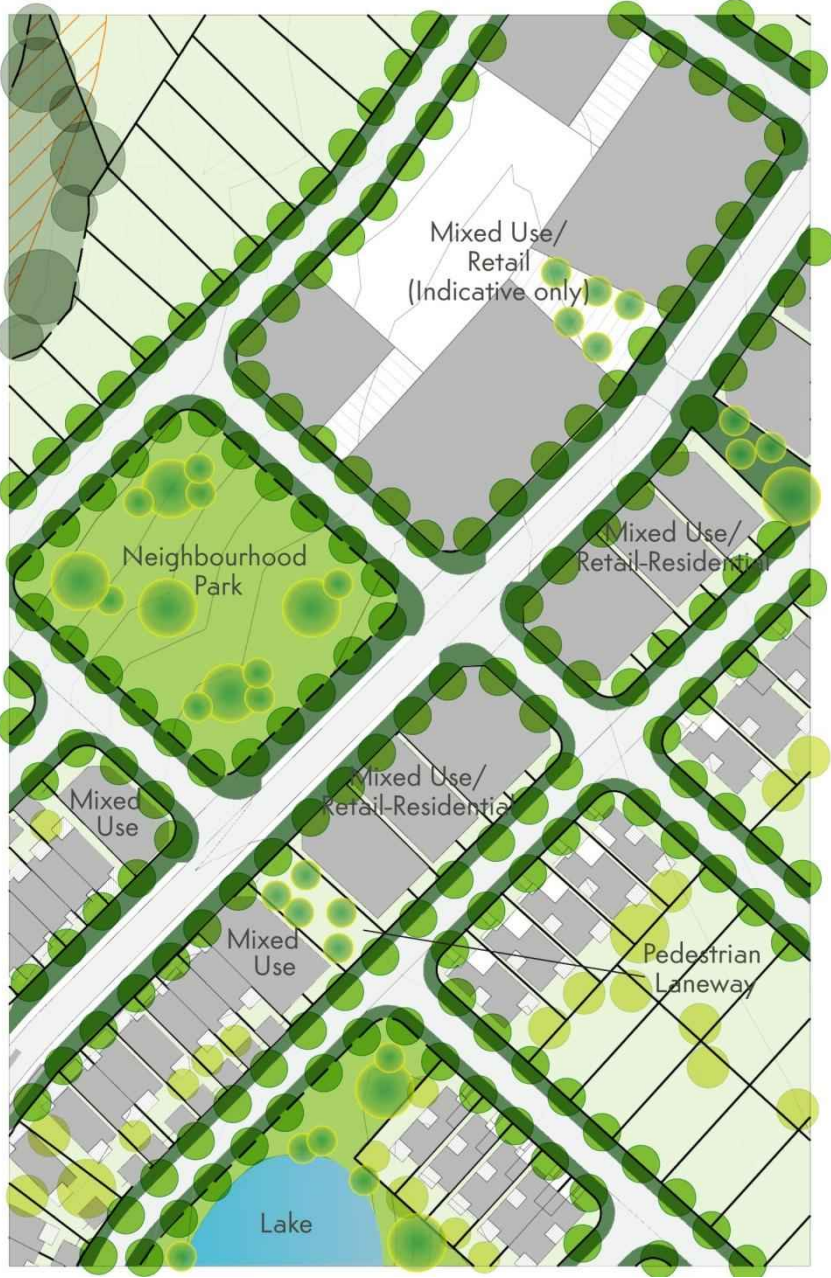 Mixed Use/
Retail
(Indicative only)
Mixed Use/
Retail-Residential
Neighbourhood
Park
Mixed Use/
Retail-Residential
Mixed
Use
Mixed
Use
Pedestrian
Laneway
Lake